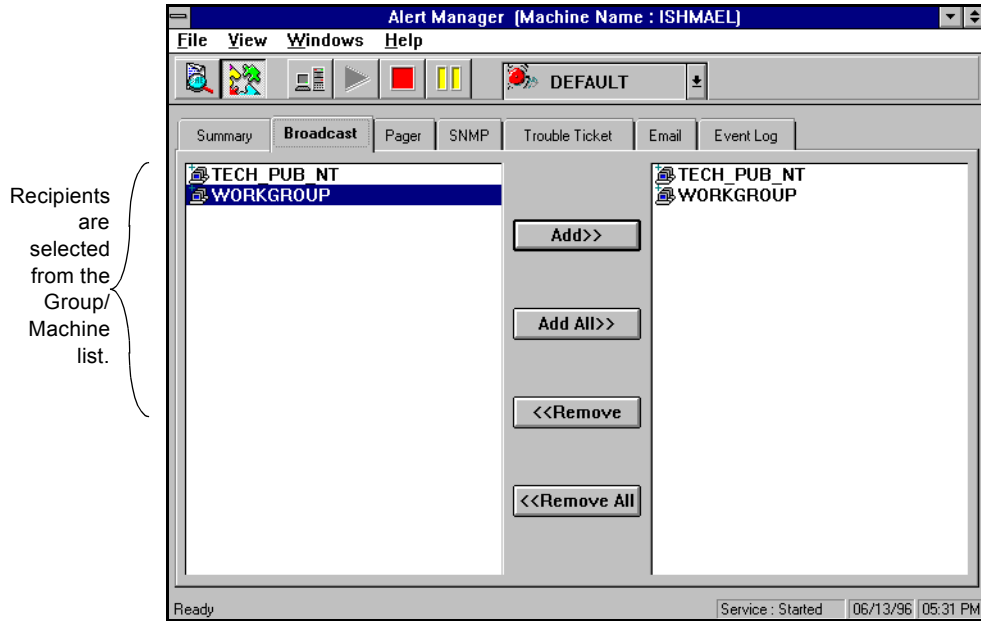 Alert Manager (Machine Name : ISHMAEL)
File View Windows Help
DEFAULT
Summary Broadcast Pager SNMP Trouble Ticket Email Event Log
Recipients
are
selected
from the
Group/
Machine
list.
TECH_PUB_NT
WORKGROUP
Add>>
Add All>>
<<Remove
<<Remove All
TECH_PUB_NT
WORKGROUP
Ready Service : Started 06/13/96 05:31 PM